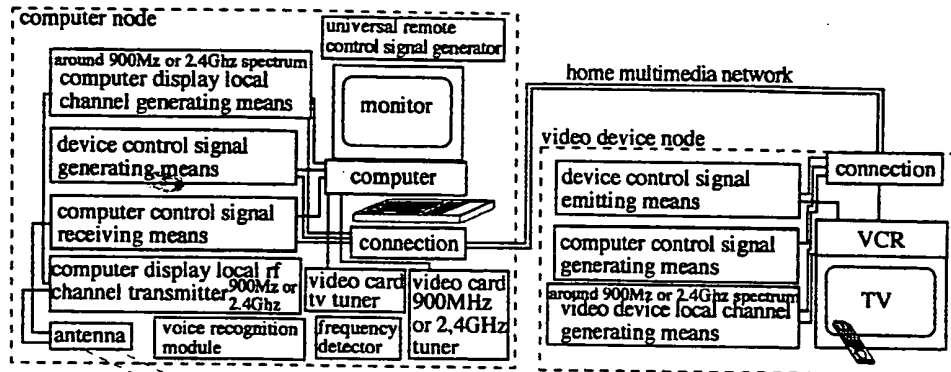 computer node
universal remote
control signal generator
around 900Mz or 2.4Ghz spectrum
computer display local
channel generating means
monitor
device control signal
generating means
computer
computer control signal
receiving means
connection
computer display local rf
channel transmitter 900Mz or
2.4Ghz
antenna
voice recognition
module
video card
tv tuner
frequency
detector
video card
900MHz
or 2,4GHz
tuner
home multimedia network
video device node
connection
device control signal
emitting means
computer control signal
generating means
around 900Mz or 2.4Ghz spectrum
video device local channel
generating means
VCR
TV